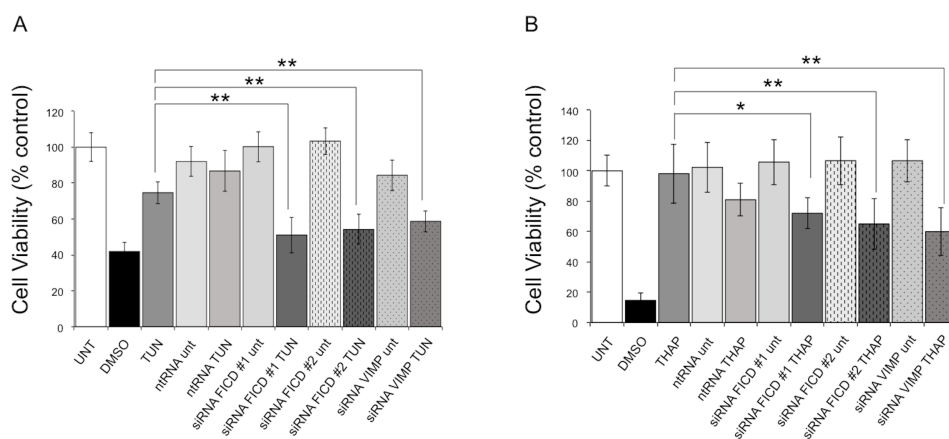 A
**
**
**
120
100
80
60
40
20
0
Cell Viability (% control)
UNT
DMSO
TUN
ntRNA unt
ntRNA TUN
siRNA FICD #1 unt
siRNA FICD #1 TUN
siRNA FICD #2 unt
siRNA FICD #2 TUN
siRNA VIMP unt
siRNA VIMP TUN
B
**
**
*
140
120
100
80
60
40
20
0
Cell Viability (% control)
UNT
DMSO
THAP
ntRNA unt
ntRNA THAP
siRNA FICD #1 unt
siRNA FICD #1 THAP
siRNA FICD #2 unt
siRNA FICD #2 THAP
siRNA VIMP unt
siRNA VIMP THAP